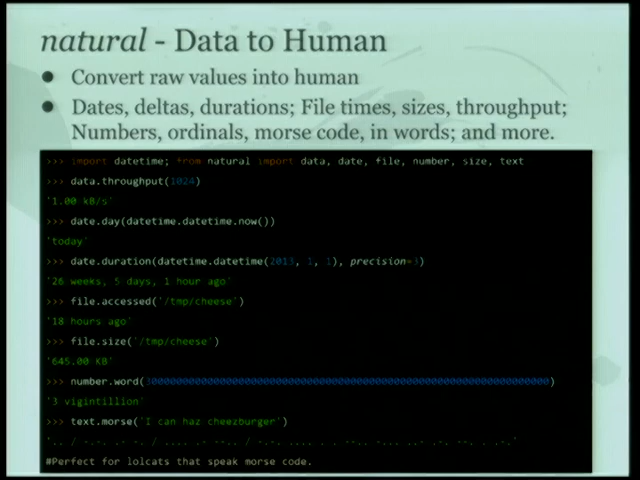 natural - Data to Human
● Convert raw values into human
● Dates, deltas, durations; File times, sizes, throughput;
Numbers, ordinals, morse code, in words; and more.
>>> import datetime; from natural import data, date, file, number, size, text
>>> data.throughput(1024)
'1.00 kB/s'
>>> date.day(datetime.datetime.now())
'today'
>>> date.duration(datetime.datetime(2013, 1, 1), precision=3)
'26 weeks, 5 days, 1 hour ago'
>>> file.accessed('/tmp/cheese')
'18 hours ago'
>>> file.size('/tmp/cheese')
'645.00 KB'
>>> number.word(
'3 vigintillion'
>>> text.morse('I can haz cheezburger')
#Perfect for lolcats that speak morse code.